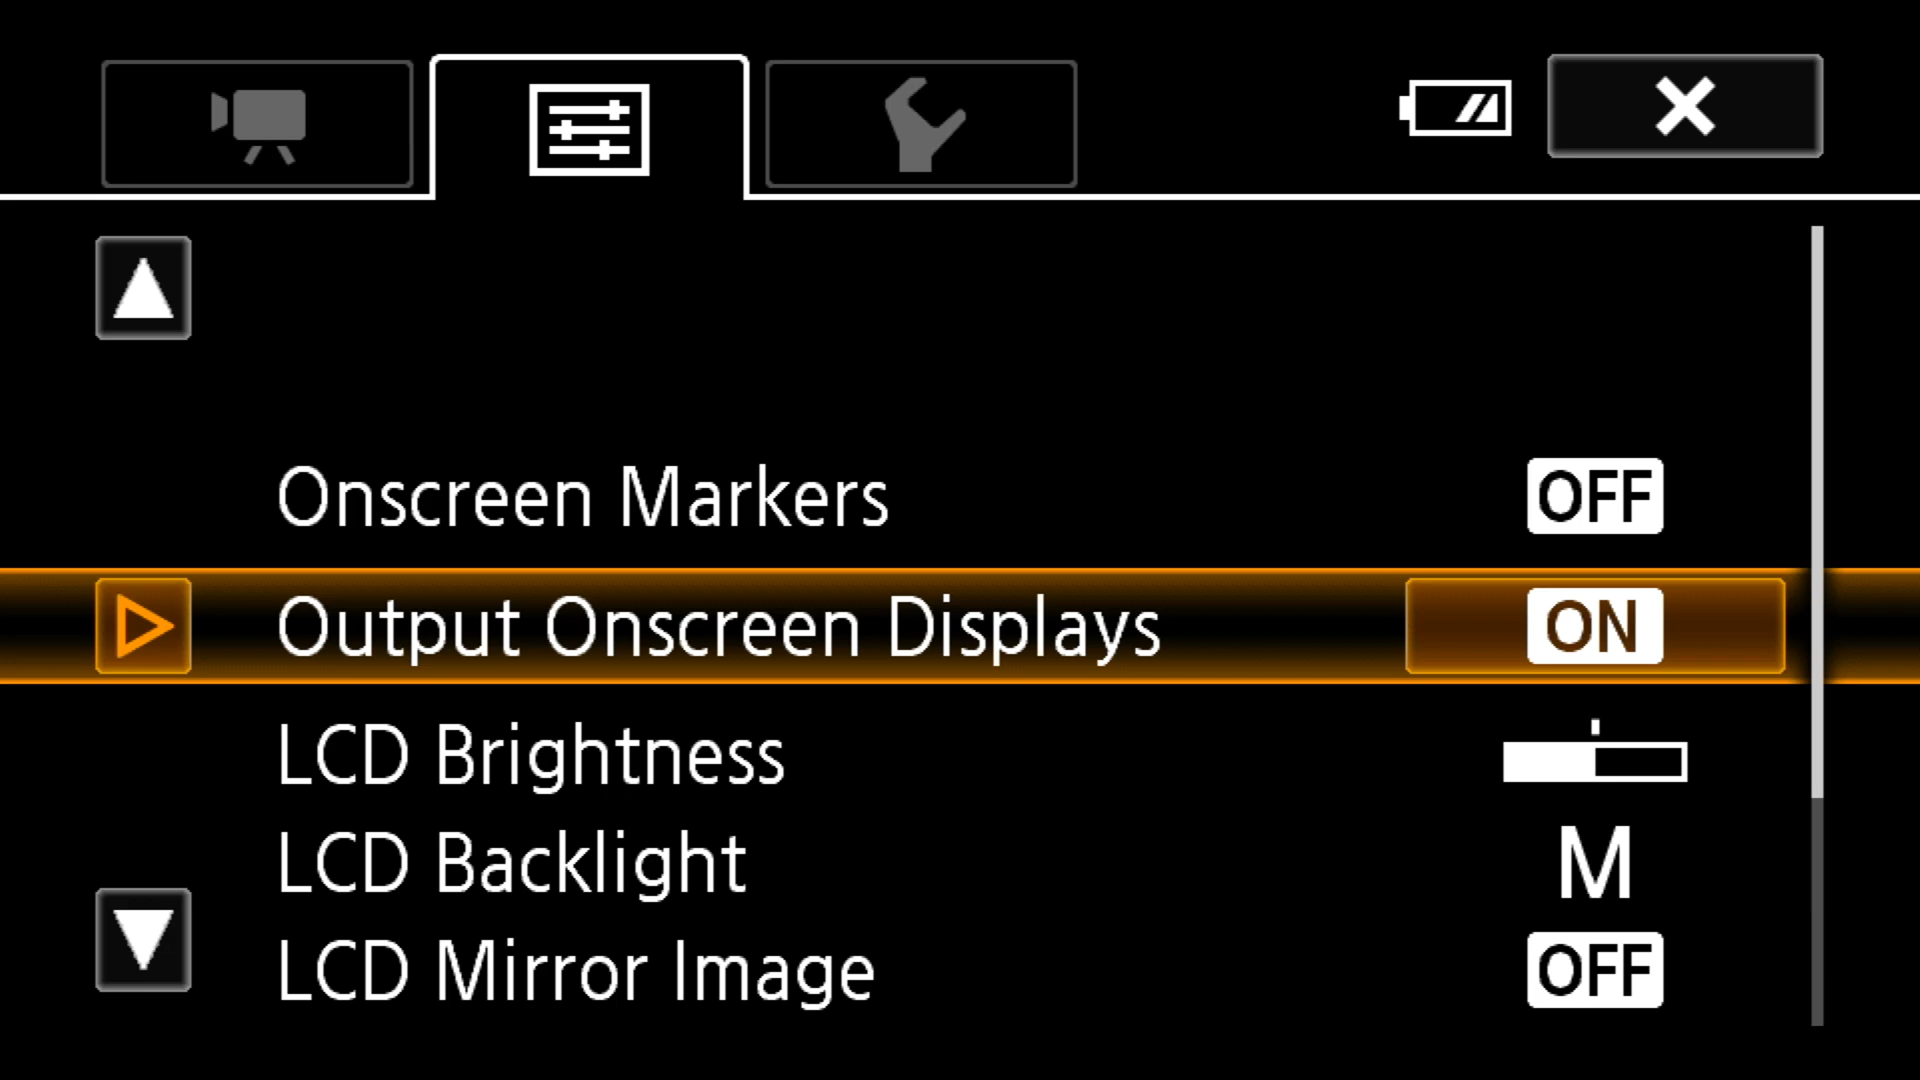 Onscreen Markers OFF
Output Onscreen Displays ON
LCD Brightness
LCD Backlight M
LCD Mirror Image OFF